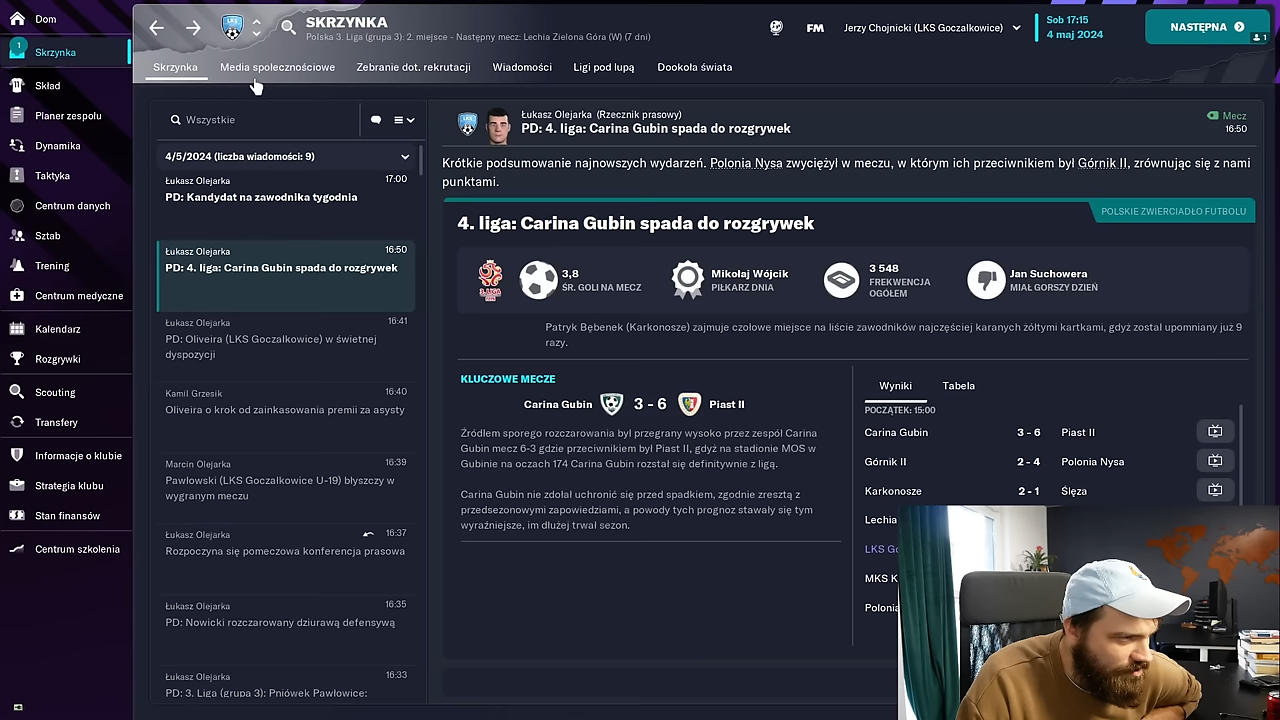 Dom
1
Skrzynka
Skład
Planer zespołu
Dynamika
Taktyka
Centrum danych
Sztab
Trening
Centrum medyczne
Kalendarz
Rozgrywki
Scouting
Transfery
Informacje o klubie
Strategia klubu
Stan finansów
Centrum szkolenia
LKS
SKRZYNKA
Polska 3. Liga (grupa 3): 2. miejsce - Następny mecz: Lechia Zielona Góra (W) (7 dni)
FM
Jerzy Chojnicki (LKS Goczalkowice)
Sob 17:15
4 maj 2024
NASTĘPNA
1
Skrzynka
Media społecznościowe
Zebranie dot. rekrutacji
Wiadomości
Ligi pod lupą
Dookoła świata
Wszystkie
4/5/2024 (liczba wiadomości: 9)
Łukasz Olejarka
17:00
PD: Kandydat na zawodnika tygodnia
Łukasz Olejarka
16:50
PD: 4. liga: Carina Gubin spada do rozgrywek
Łukasz Olejarka
16:41
PD: Oliveira (LKS Goczalkowice) w świetnej
dyspozycji
Kamil Grzesik
16:40
Oliveira o krok od zainkasowania premii za asysty
Marcin Olejarka
16:39
Pawłowski (LKS Goczalkowice U-19) błyszczy w
wygranym meczu
Łukasz Olejarka
16:37
Rozpoczyna się pomeczowa konferencja prasowa
Łukasz Olejarka
16:35
PD: Nowicki rozczarowany dziurawą defensywą
Łukasz Olejarka
16:33
PD: 3. Liga (grupa 3): Pniówek Pawłowice:
Łukasz Olejarka (Rzecznik prasowy)
PD: 4. liga: Carina Gubin spada do rozgrywek
Mecz
16:50
Krótkie podsumowanie najnowszych wydarzeń. Polonia Nysa zwyciężył w meczu, w którym ich przeciwnikiem był Górnik II, zrównując się z nami
punktami.
POLSKIE ZWIERCIADŁO FUTBOLU
4. liga: Carina Gubin spada do rozgrywek
3,8
ŚR. GOLI NA MECZ
Mikołaj Wójcik
PIŁKARZ DNIA
3 548
FREKWENCJA
OGÓŁEM
Jan Suchowera
MIAŁ GORSZY DZIEŃ
Patryk Bębenek (Karkonosze) zajmuje czołowe miejsce na liście zawodników najczęściej karanych żółtymi kartkami, gdyż został upomniany już 9
razy.
KLUCZOWE MECZE
Carina Gubin 3 - 6 Piast II
Źródłem sporego rozczarowania był przegrany wysoko przez zespół Carina
Gubin mecz 6-3 gdzie przeciwnikiem był Piast II, gdyż na stadionie MOS w
Gubinie na oczach 174 Carina Gubin rozstał się definitywnie z ligą.
Carina Gubin nie zdołał uchronić się przed spadkiem, zgodnie zresztą z
przedsezonowymi zapowiedziami, a powody tych prognoz stawały się tym
wyraźniejsze, im dłużej trwał sezon.
Wyniki
Tabela
POCZĄTEK: 15:00
Carina Gubin 3 - 6 Piast II
Górnik II 2 - 4 Polonia Nysa
Karkonosze 2 - 1 Ślęza
Lechia
LKS Go
MKS K
Polonia